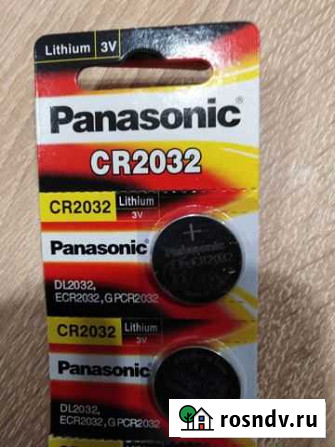 Lithium 3V
Panasonic
CR2032
CR2032 Lithium 3V
Panasonic
Panasonic
CR2032
DL2032,
ECR2032, GPCR2032
CR2032 Lithium 3V
Panasonic
DL2032,
ECR2032, GPCR2032
rosndv.ru